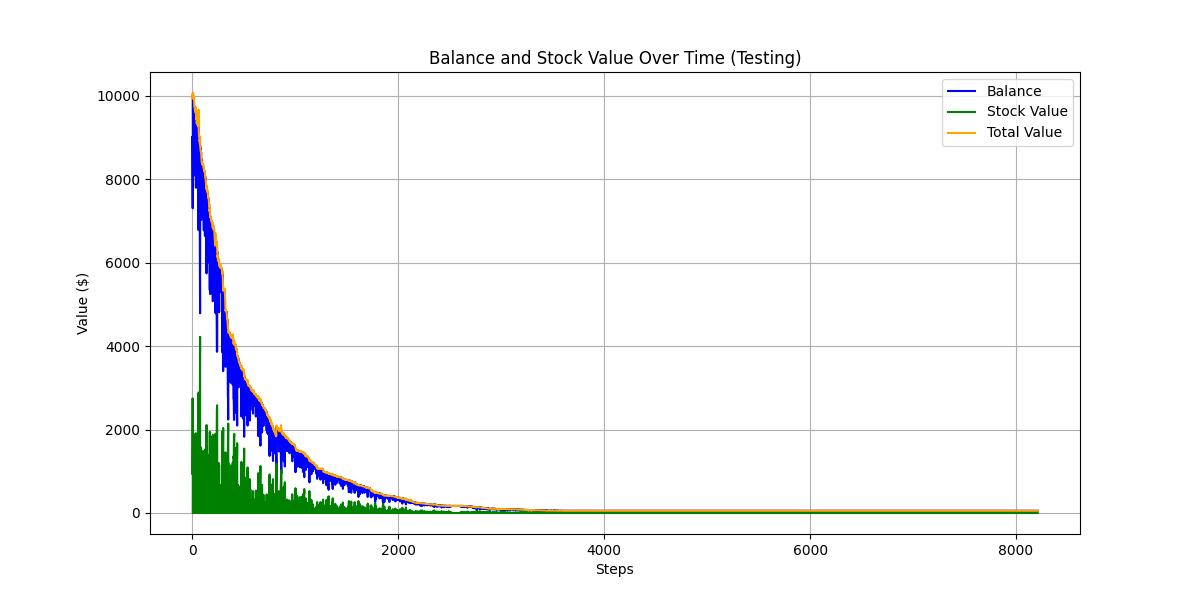 Balance and Stock Value Over Time (Testing)
Balance
Stock Value
Total Value
10000
8000
6000
4000
2000
0
Value ($)
0 2000 4000 6000 8000
Steps